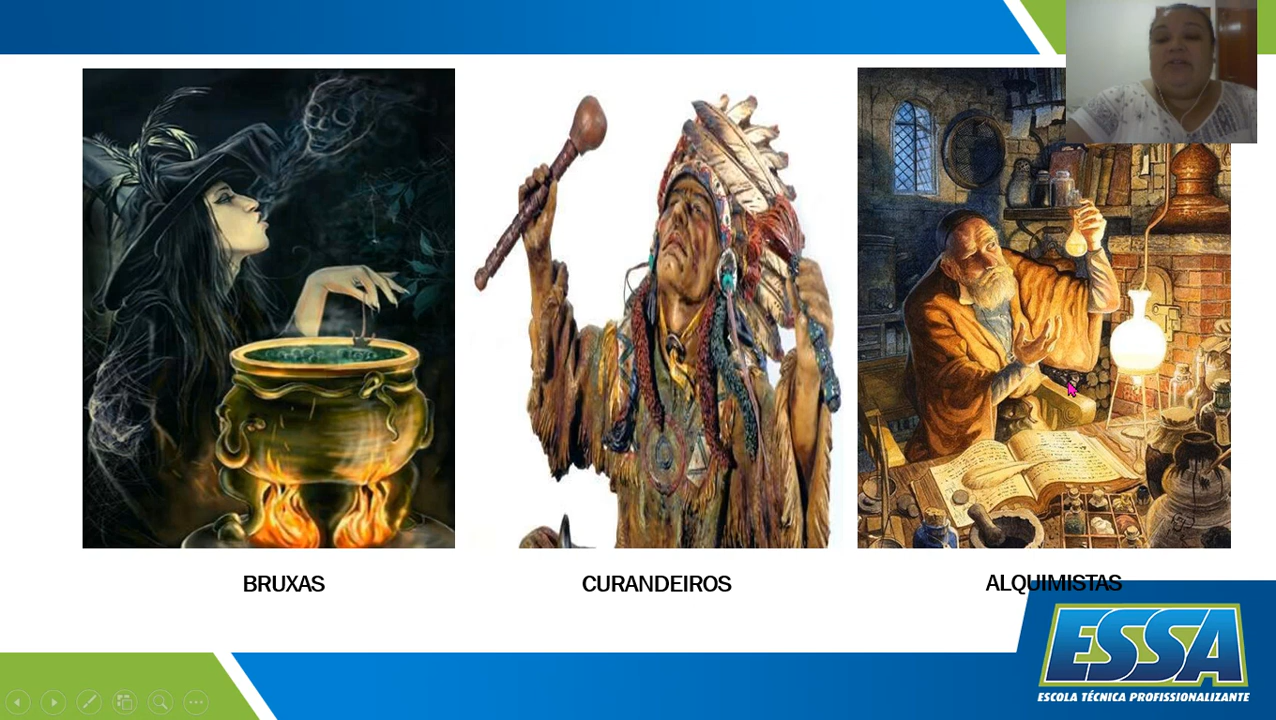 BRUXAS
CURANDEIROS
ALQUIMISTAS
ESSA
ESCOLA TÉCNICA PROFISSIONALIZANTE